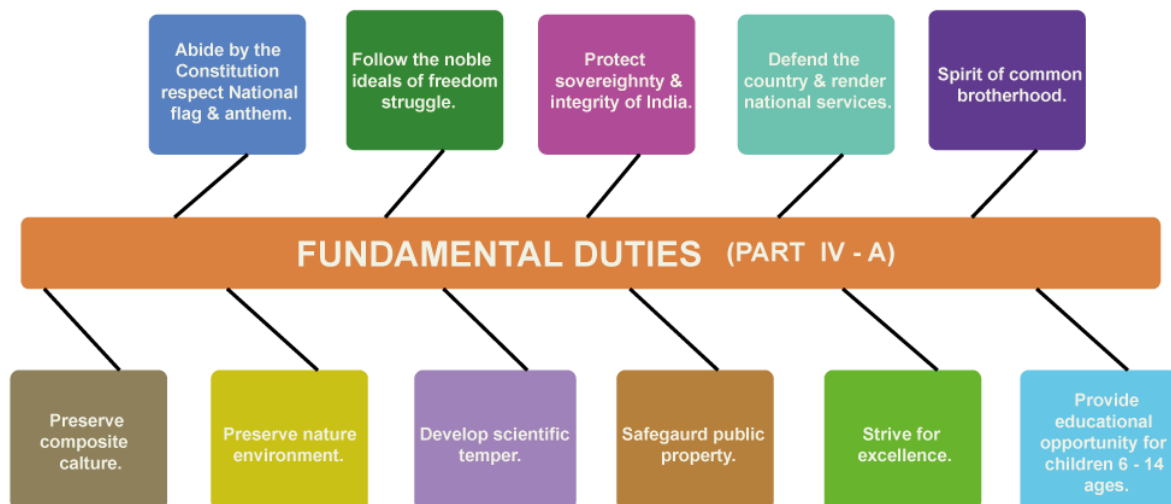 Abide by the
Constitution
respect National
flag & anthem.
Follow the noble
ideals of freedom
struggle.
Protect
sovereighnty &
integrity of India.
Defend the
country & render
national services.
Spirit of common
brotherhood.
FUNDAMENTAL DUTIES (PART IV - A)
Preserve
composite
calture.
Preserve nature
environment.
Develop scientific
temper.
Safegaurd public
property.
Strive for
excellence.
Provide
educational
opportunity for
children 6 - 14
ages.